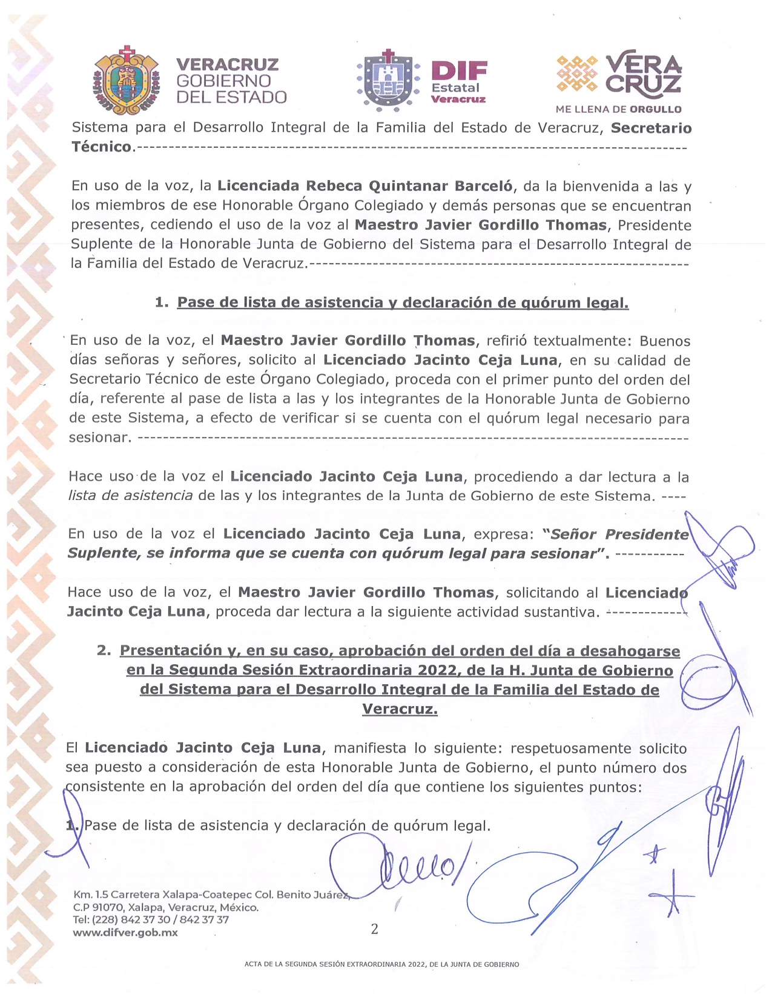 VERACRUZ
GOBIERNO
DEL ESTADO
DIF
Estatal
Veracruz
VERA
CRUZ
ME LLENA DE ORGULLO
Sistema para el Desarrollo Integral de la Familia del Estado de Veracruz, Secretario
Técnico.----------------------------------------------------------------------------------------
En uso de la voz, la Licenciada Rebeca Quintanar Barceló, da la bienvenida a las y
los miembros de ese Honorable Órgano Colegiado y demás personas que se encuentran
presentes, cediendo el uso de la voz al Maestro Javier Gordillo Thomas, Presidente
Suplente de la Honorable Junta de Gobierno del Sistema para el Desarrollo Integral de
la Familia del Estado de Veracruz.-------------------------------------------------------------
1. Pase de lista de asistencia y declaración de quórum legal.
En uso de la voz, el Maestro Javier Gordillo Thomas, refirió textualmente: Buenos
días señoras y señores, solicito al Licenciado Jacinto Ceja Luna, en su calidad de
Secretario Técnico de este Órgano Colegiado, proceda con el primer punto del orden del
día, referente al pase de lista a las y los integrantes de la Honorable Junta de Gobierno
de este Sistema, a efecto de verificar si se cuenta con el quórum legal necesario para
sesionar. ----------------------------------------------------------------------------------------
Hace uso de la voz el Licenciado Jacinto Ceja Luna, procediendo a dar lectura a la
lista de asistencia de las y los integrantes de la Junta de Gobierno de este Sistema. ----
En uso de la voz el Licenciado Jacinto Ceja Luna, expresa: “Señor Presidente
Suplente, se informa que se cuenta con quórum legal para sesionar”. -----------
Hace uso de la voz, el Maestro Javier Gordillo Thomas, solicitando al Licenciado
Jacinto Ceja Luna, proceda dar lectura a la siguiente actividad sustantiva. -------------
2. Presentación y, en su caso, aprobación del orden del día a desahogarse
en la Segunda Sesión Extraordinaria 2022, de la H. Junta de Gobierno
del Sistema para el Desarrollo Integral de la Familia del Estado de
Veracruz.
El Licenciado Jacinto Ceja Luna, manifiesta lo siguiente: respetuosamente solicito
sea puesto a consideración de esta Honorable Junta de Gobierno, el punto número dos
consistente en la aprobación del orden del día que contiene los siguientes puntos:
1. Pase de lista de asistencia y declaración de quórum legal.
Km. 1.5 Carretera Xalapa-Coatepec Col. Benito Juárez,
C.P 91070, Xalapa, Veracruz, México.
Tel: (228) 842 37 30 / 842 37 37
www.difver.gob.mx
2
ACTA DE LA SEGUNDA SESIÓN EXTRAORDINARIA 2022, DE LA JUNTA DE GOBIERNO